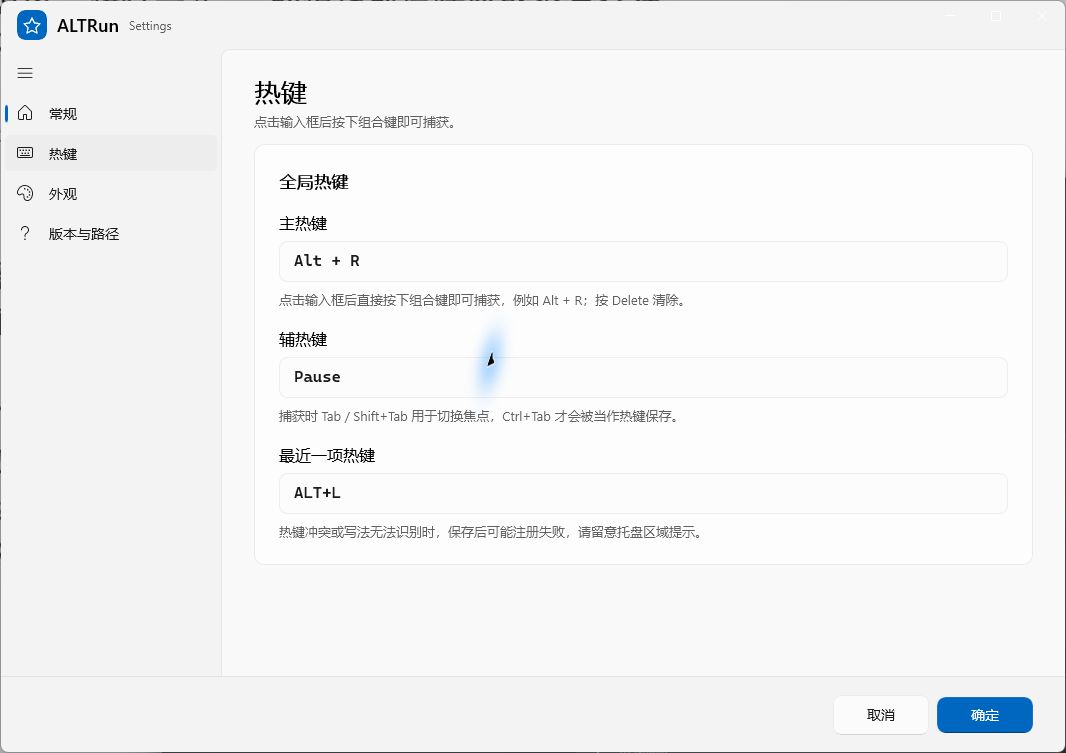 ALTRun Settings
常规
热键
外观
版本与路径
热键
点击输入框后按下组合键即可捕获。
全局热键
主热键
Alt + R
点击输入框后直接按下组合键即可捕获，例如 Alt + R；按 Delete 清除。
辅热键
Pause
捕获时 Tab / Shift+Tab 用于切换焦点，Ctrl+Tab 才会被当作热键保存。
最近一项热键
ALT+L
热键冲突或写法无法识别时，保存后可能注册失败，请留意托盘区域提示。
取消
确定